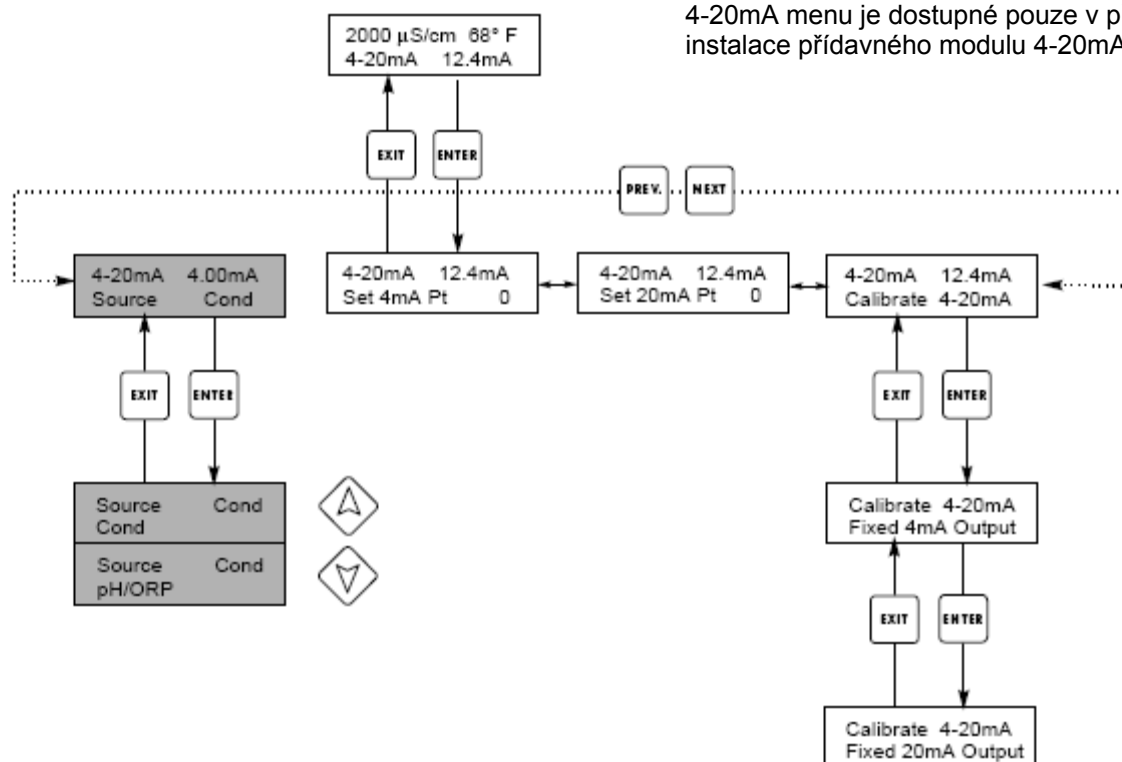 4-20mA menu je dostupné pouze v p
instalace přídavného modulu 4-20mA
2000 µS/cm 68° F
4-20mA 12.4mA
EXIT
ENTER
PREV.
NEXT
4-20mA 4.00mA
Source Cond
4-20mA 12.4mA
Set 4mA Pt 0
4-20mA 12.4mA
Set 20mA Pt 0
4-20mA 12.4mA
Calibrate 4-20mA
EXIT
ENTER
EXIT
ENTER
Source Cond
Cond
Source Cond
pH/ORP
Calibrate 4-20mA
Fixed 4mA Output
EXIT
ENTER
Calibrate 4-20mA
Fixed 20mA Output